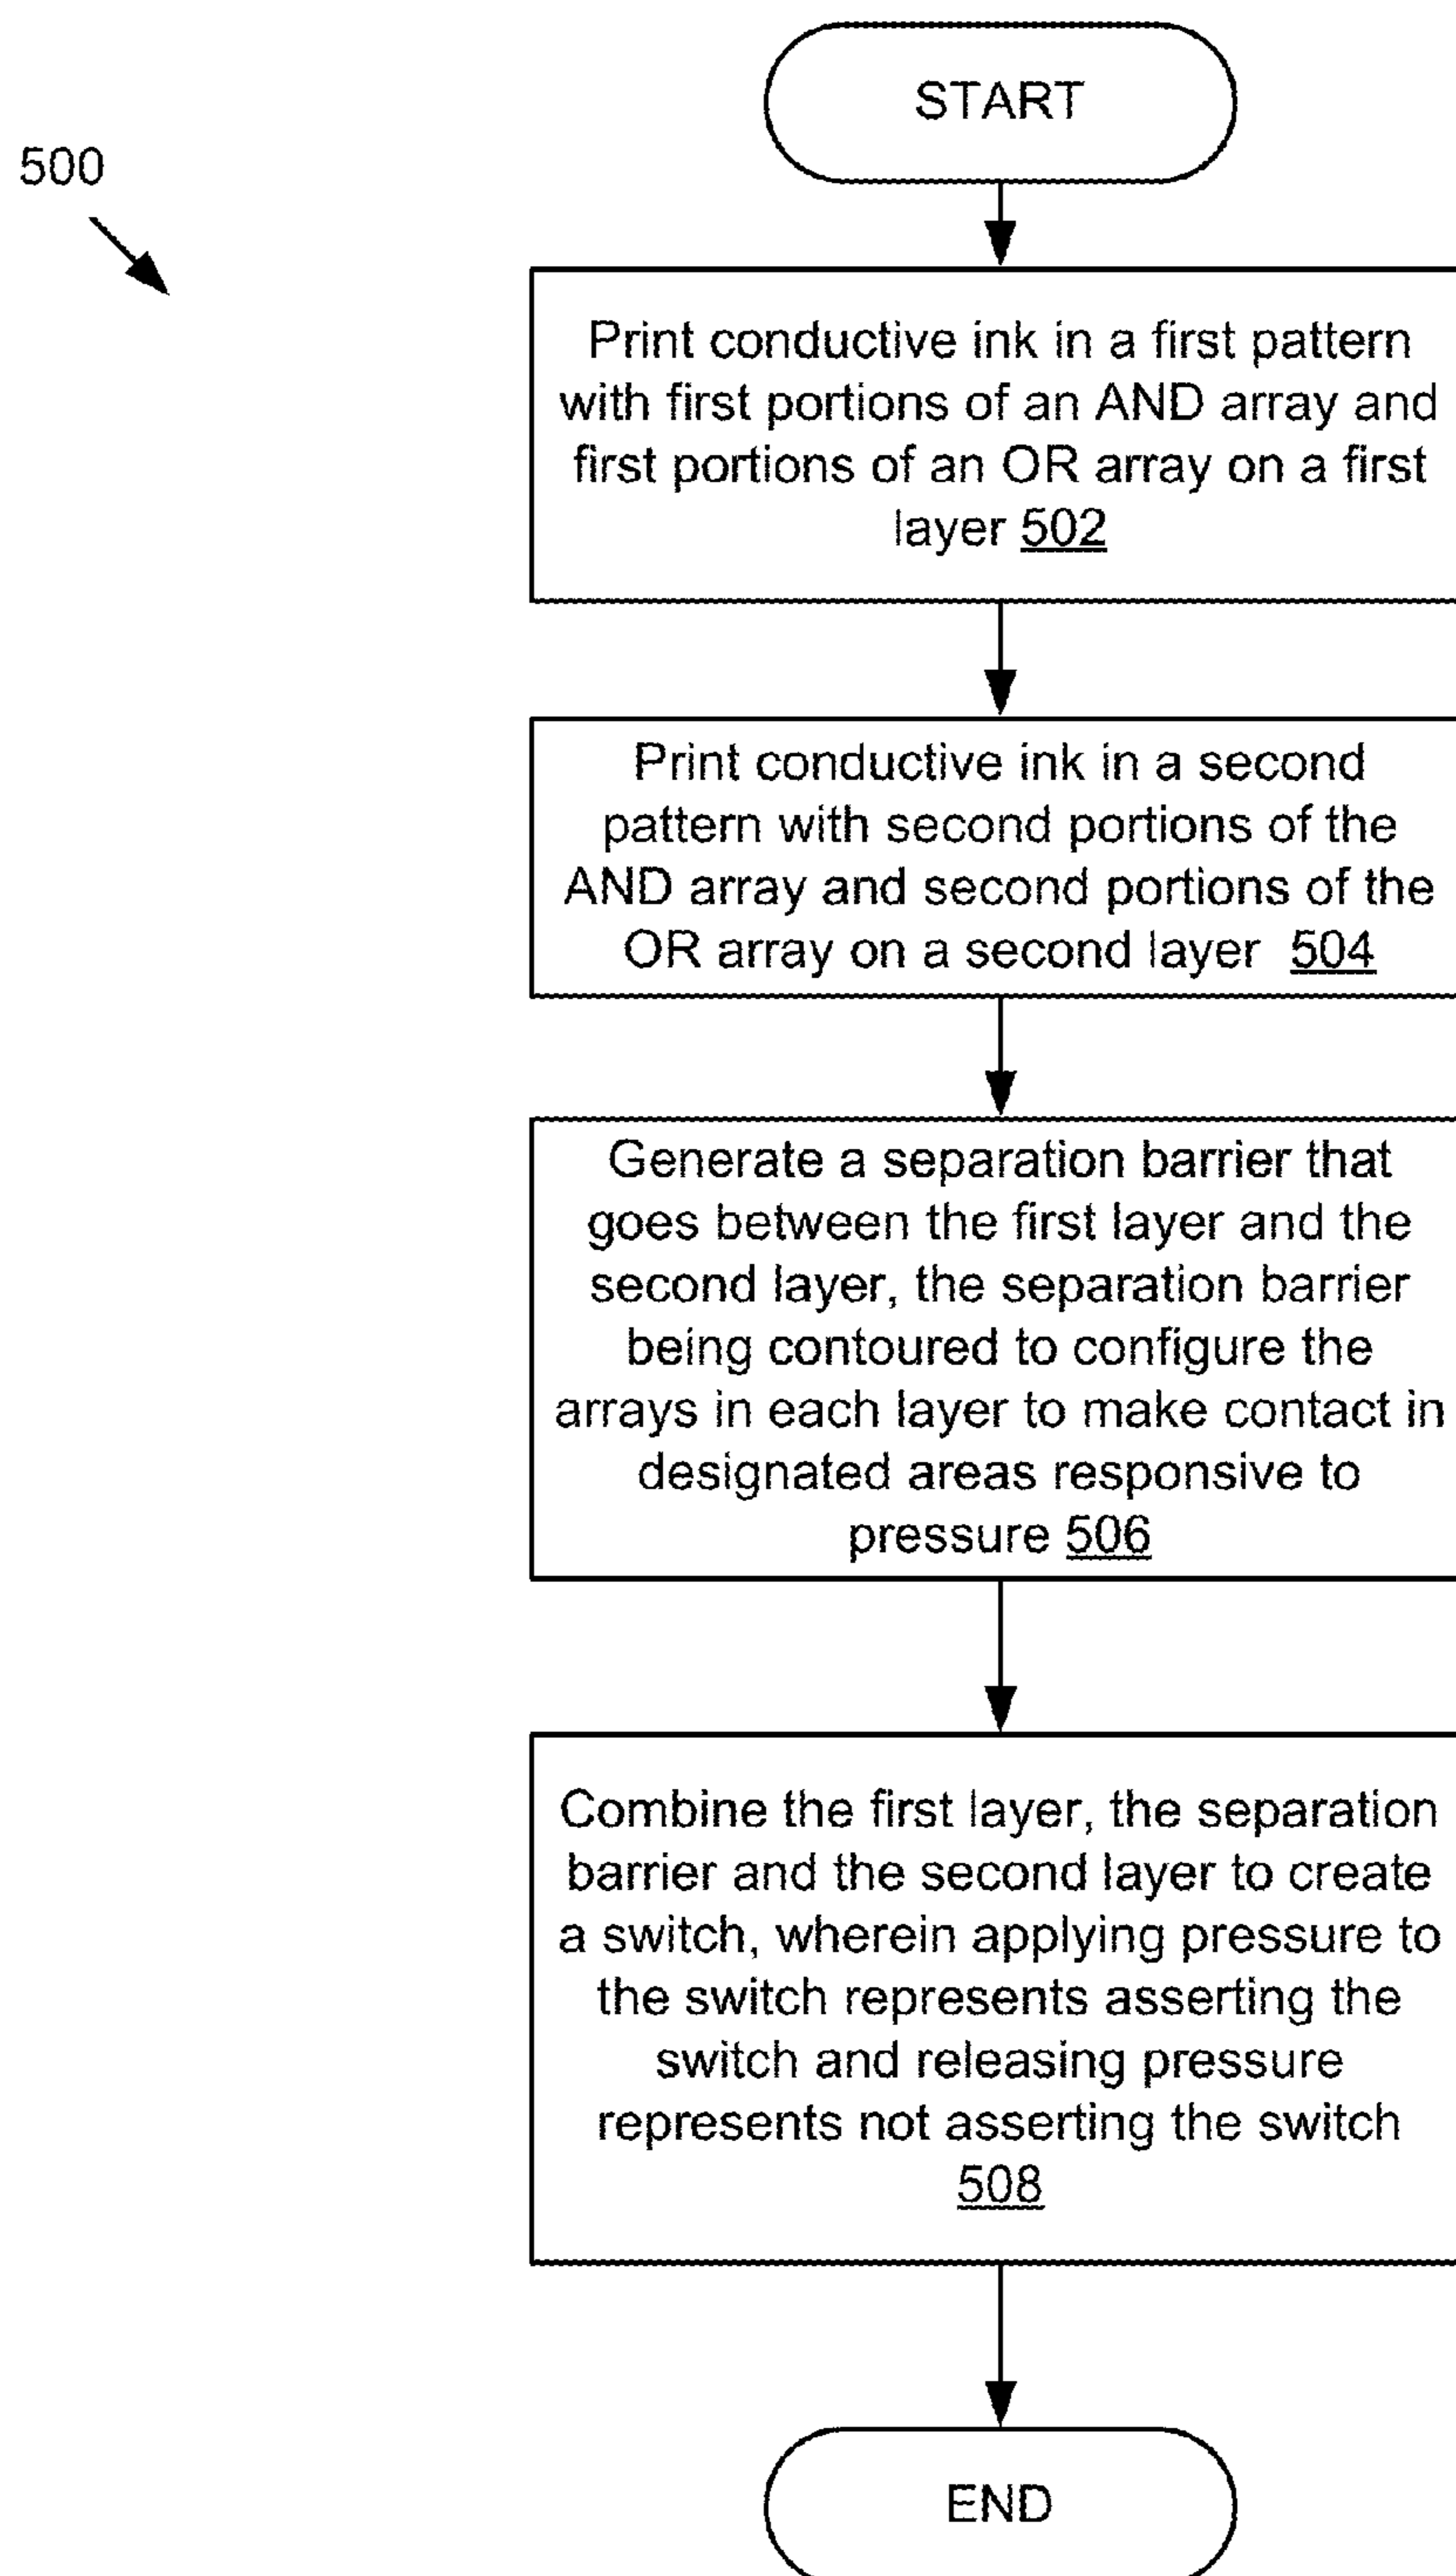 START
500
Print conductive ink in a first pattern
with first portions of an AND array and
first portions of an OR array on a first
layer 502
Print conductive ink in a second
pattern with second portions of the
AND array and second portions of the
OR array on a second layer 504
Generate a separation barrier that
goes between the first layer and the
second layer, the separation barrier
being contoured to configure the
arrays in each layer to make contact in
designated areas responsive to
pressure 506
Combine the first layer, the separation
barrier and the second layer to create
a switch, wherein applying pressure to
the switch represents asserting the
switch and releasing pressure
represents not asserting the switch
508
END